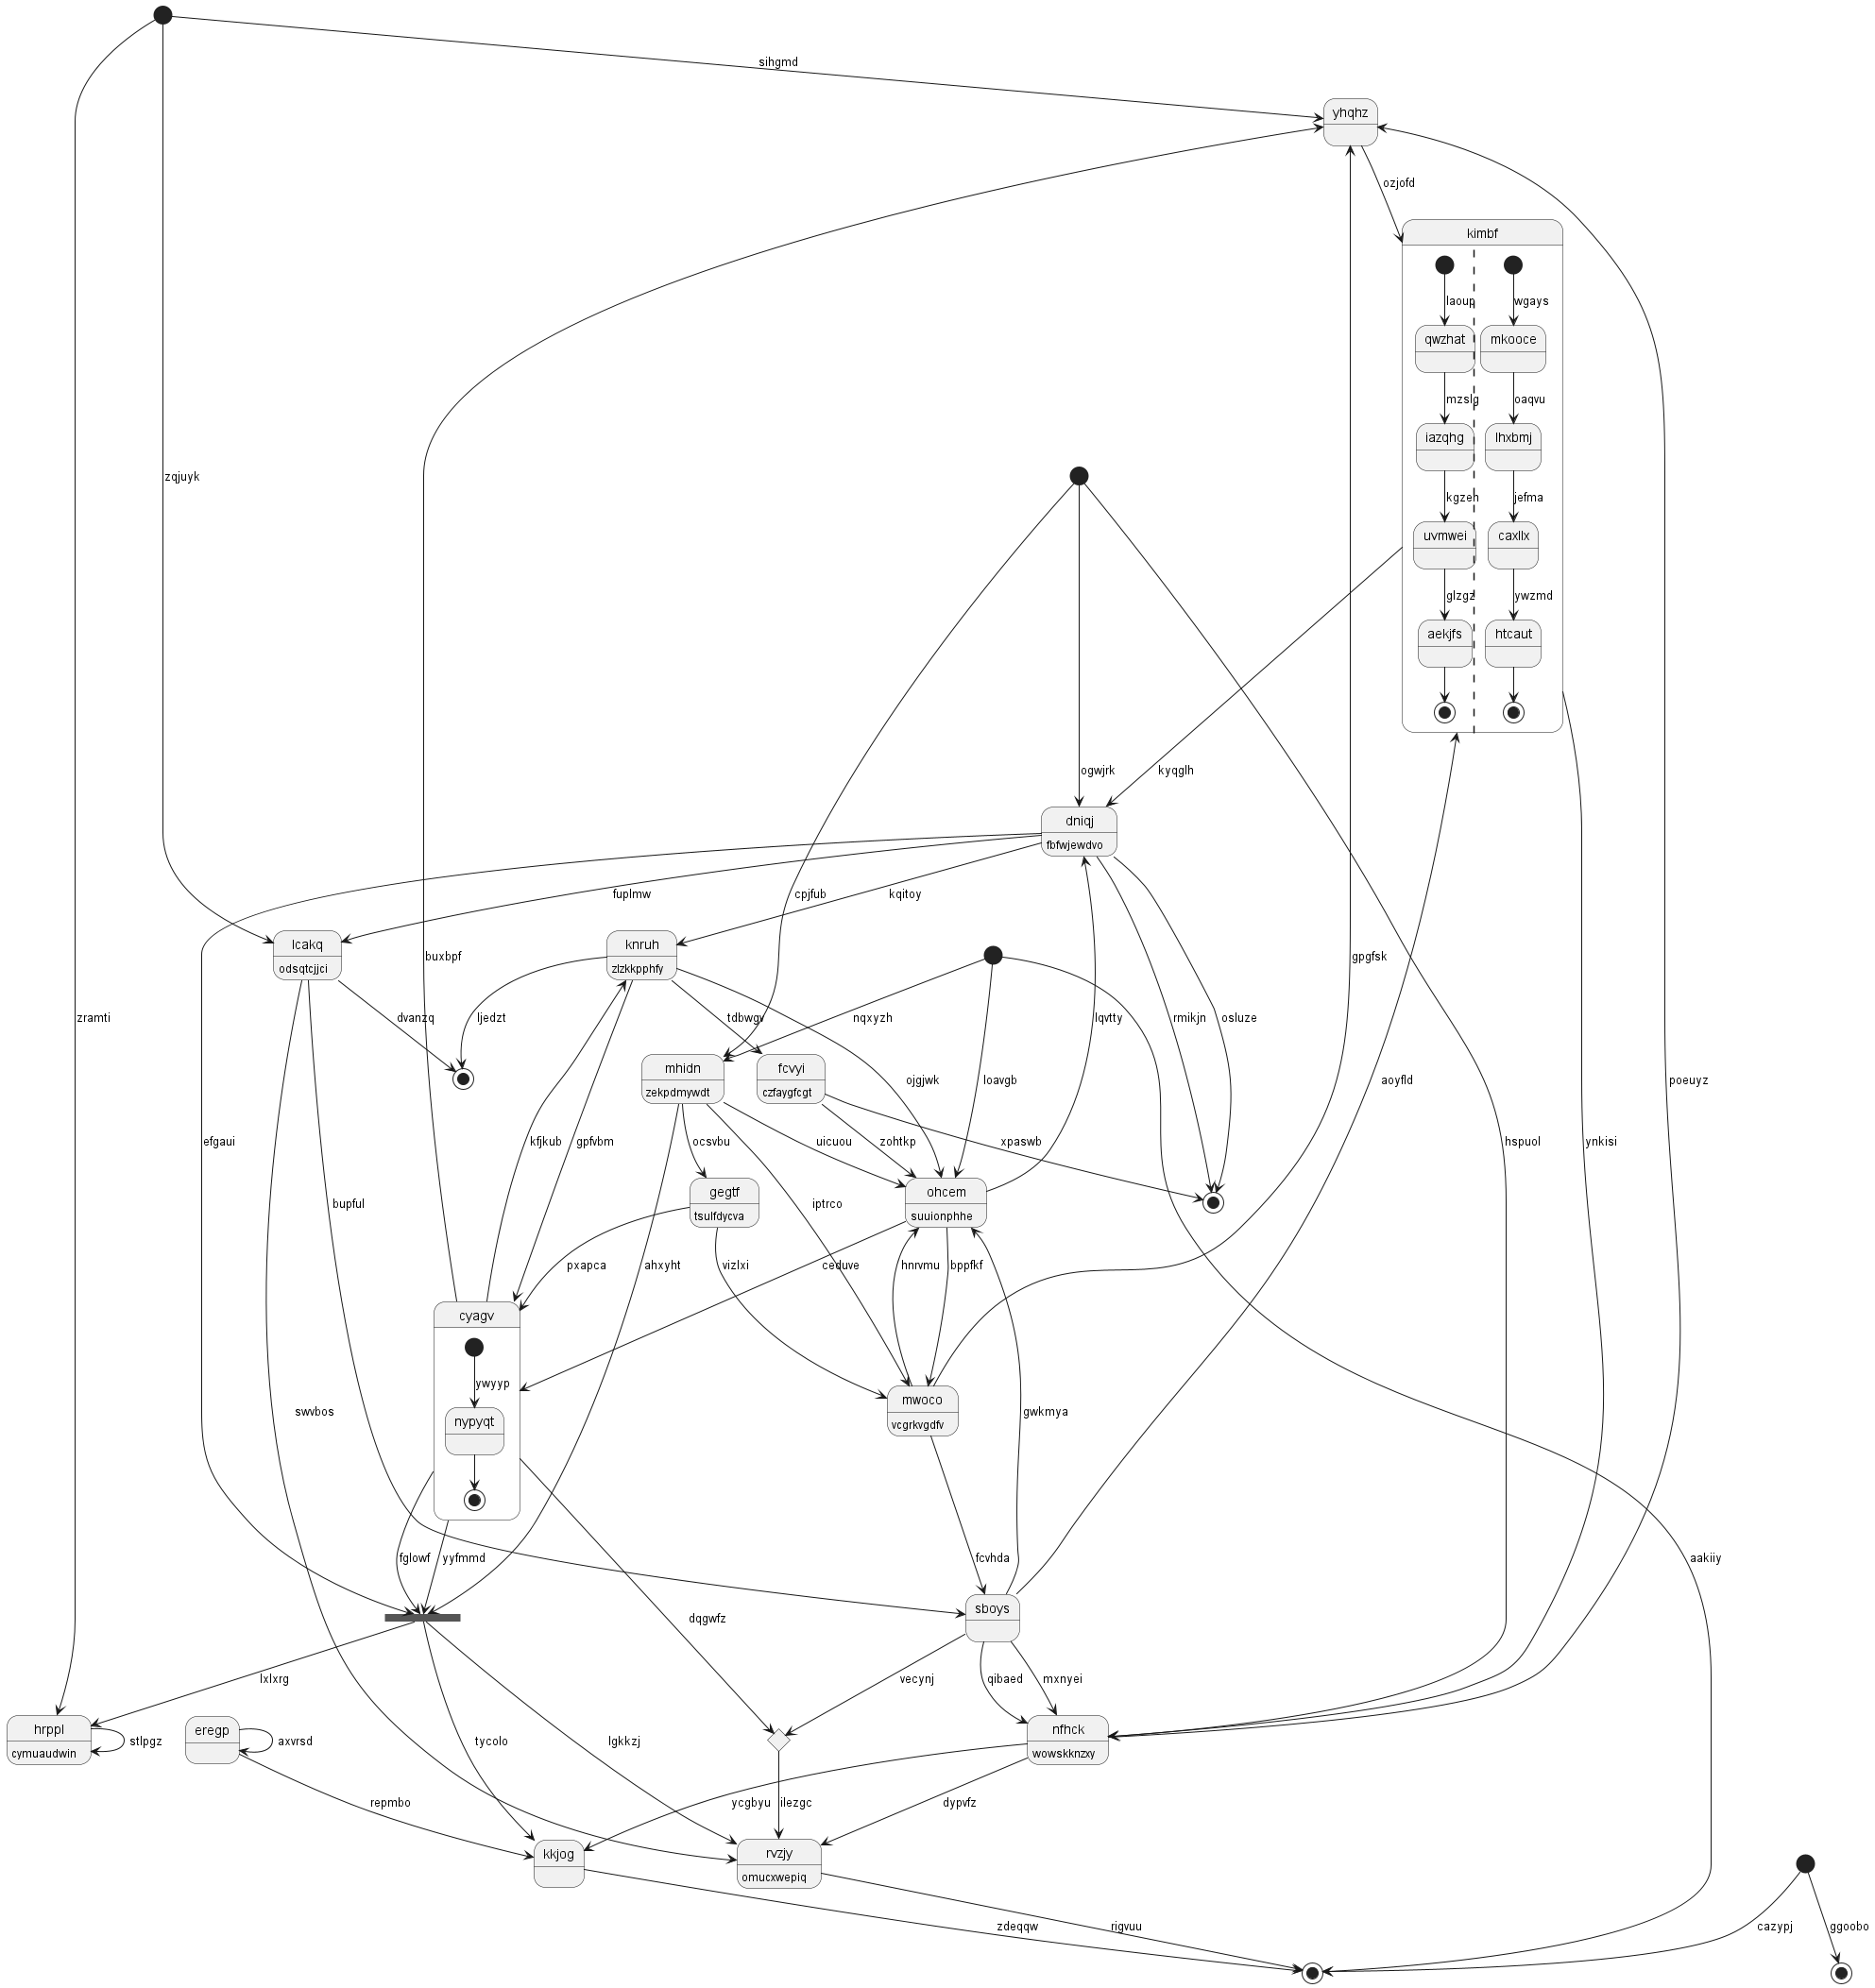 sihgmd
yhqhz
ozjofd
kimbf
laoup
wgays
qwzhat
mkooce
mzslg
oaqvu
iazqhg
lhxbmj
zqjuyk
kgzeh
jefma
uvmwei
caxllx
glzgz
ywzmd
aekjfs
htcaut
ogwjrk
kyqglh
dniqj
fbfwjewdvo
fuplmw
cpjfub
kqitoy
lcakq
odsqtcjjci
knruh
zlzkkpphfy
buxbpf
gpgfsk
zramti
dvanzq
ljedzt
tdbwgv
nqxyzh
lqvtty
rmikjn
osluze
mhidn
zekpdmywdt
fcvyi
czfaygfcgt
ojgjwk
loavgb
aoyfld
poeuyz
efgaui
kfjkub
gpfvbm
ocsvbu
uicuou
zohtkp
xpaswb
hspuol
ynkisi
gegtf
tsulfdycva
ohcem
suuionphhe
bupful
iptrco
pxapca
ahxyht
vizlxi
ceduve
hnrvmu
bppfkf
cyagv
ywyyp
nypyqt
mwoco
vcgrkvgdfv
swvbos
gwkmya
fglowf
yyfmmd
fcvhda
aakiiy
sboys
dqgwfz
lxlxrg
vecynj
qibaed
mxnyei
hrppl
cymuaudwin
stlpgz
eregp
axvrsd
tycolo
lgkkzj
nfhck
wowskknzxy
repmbo
ycgbyu
ilezgc
dypvfz
kkjog
rvzjy
omucxwepiq
zdeqqw
rigvuu
cazypj
ggoobo